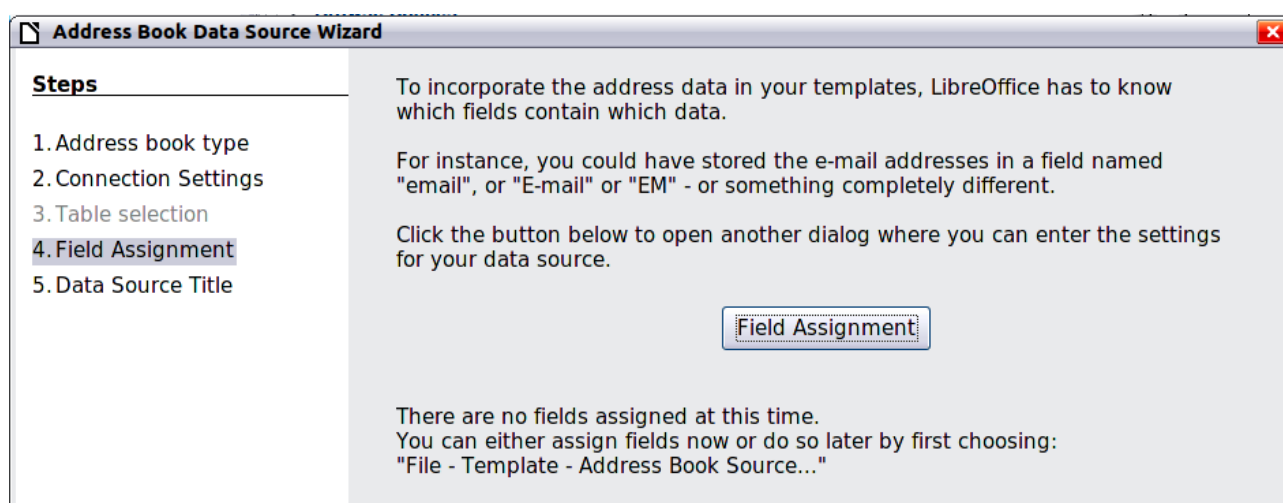 Address Book Data Source Wizard
Steps
1. Address book type
2. Connection Settings
3. Table selection
4. Field Assignment
5. Data Source Title
To incorporate the address data in your templates, LibreOffice has to know
which fields contain which data.
For instance, you could have stored the e-mail addresses in a field named
"email", or "E-mail" or "EM" - or something completely different.
Click the button below to open another dialog where you can enter the settings
for your data source.
Field Assignment
There are no fields assigned at this time.
You can either assign fields now or do so later by first choosing:
"File - Template - Address Book Source..."